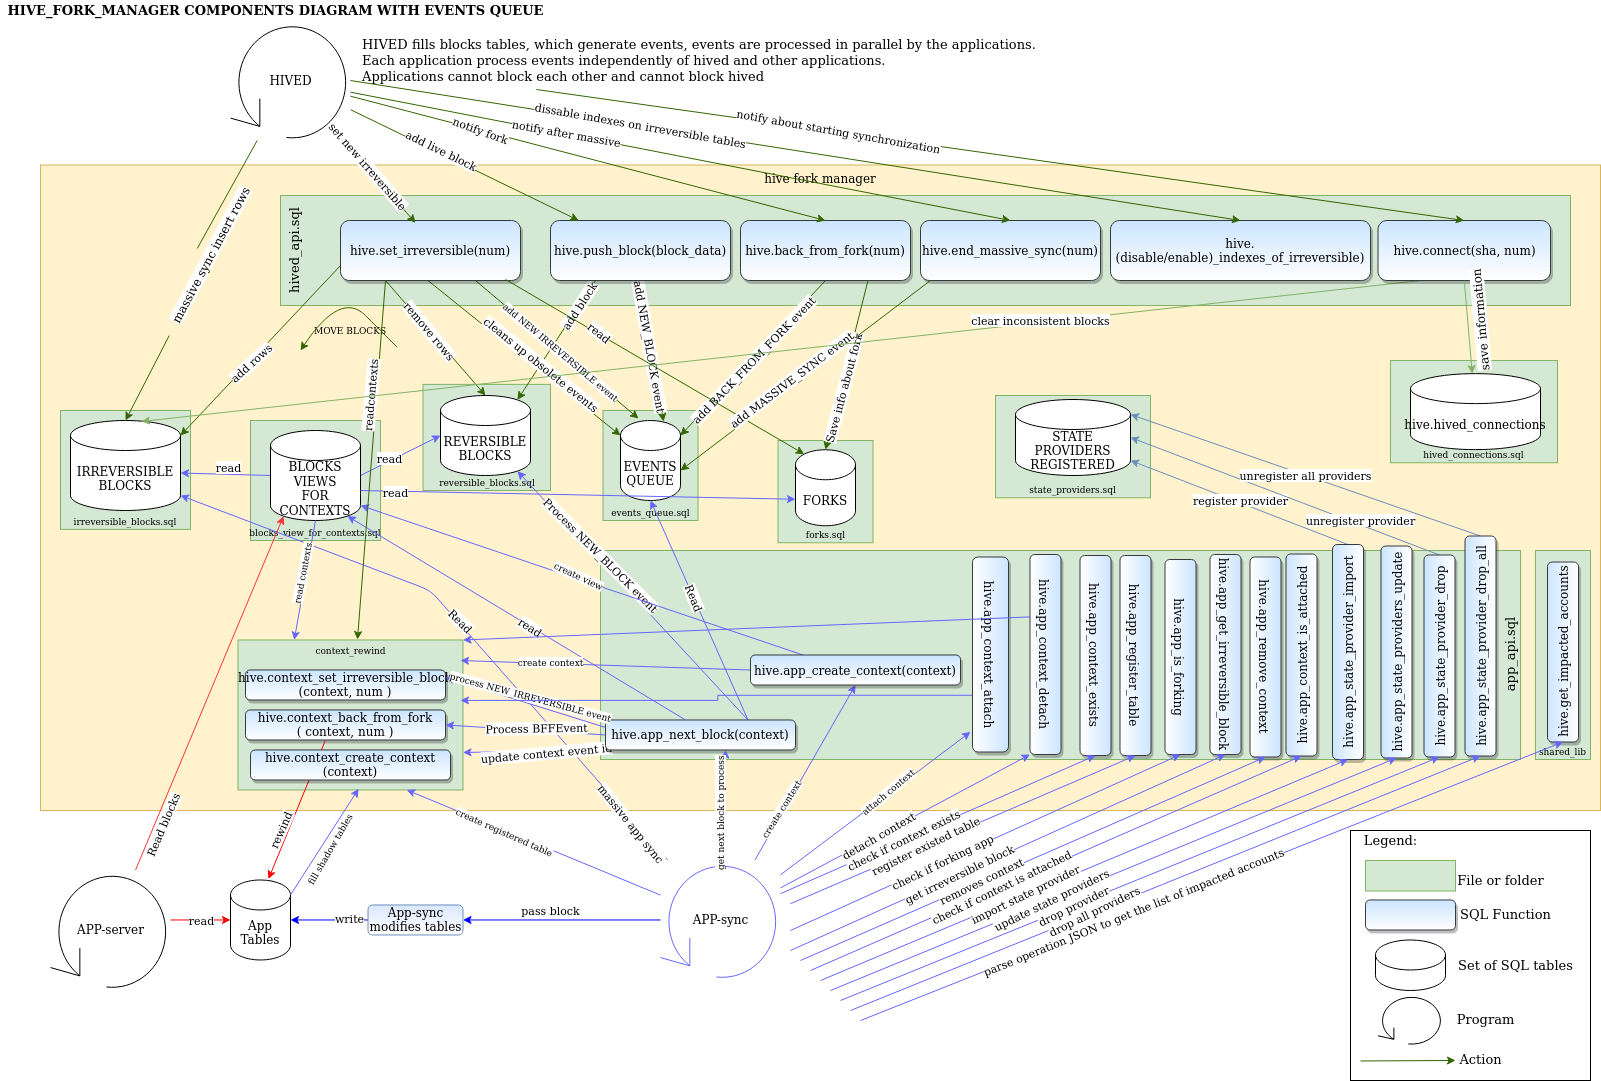 HIVE_FORK_MANAGER COMPONENTS DIAGRAM WITH EVENTS QUEUE
HIVED fills blocks tables, which generate events, events are processed in parallel by the applications.
Each application process events independently of hived and other applications.
Applications cannot block each other and cannot block hived
HIVED
set new irreversible
add live block
notify fork
notify after massive
dissable indexes on irreversible tables
notify about starting synchronization
massive sync insert rows
hive fork manager
hived_api.sql
hive.set_irreversible(num)
hive.push_block(block_data)
hive.back_from_fork(num)
hive.end_massive_sync(num)
hive.
(disable/enable)_indexes_of_irreversible)
hive.connect(sha, num)
MOVE BLOCKS
add rows
readcontexts
remove rows
cleans up obsolete events
add NEW_IRREVERSIBLE event
read
add block
add NEW_BLOCK event
add BACK_FROM_FORK event
add MASSIVE_SYNC event
Save info about fork
clear inconsistent blocks
save information
IRREVERSIBLE
BLOCKS
irreversible_blocks.sql
BLOCKS
VIEWS
FOR
CONTEXTS
blocks_view_for_contexts.sql
REVERSIBLE
BLOCKS
reversible_blocks.sql
EVENTS
QUEUE
events_queue.sql
FORKS
forks.sql
STATE
PROVIDERS
REGISTERED
state_providers.sql
hive.hived_connections
hived_connections.sql
read
read
read
unregister all providers
register provider
unregister provider
read contexts
Process NEW_BLOCK event
create view
Read
Read
read
context_rewind
hive.context_set_irreversible_block
(context, num )
hive.context_back_from_fork
( context, num )
hive.context_create_context
(context)
create context
process NEW_IRREVERSIBLE event
Process BFFEvent
update context event id
hive.app_create_context(context)
hive.app_next_block(context)
hive.app_context_attach
hive.app_context_detach
hive.app_context_exists
hive.app_register_table
hive.app_is_forking
hive.app_get_irreversible_block
hive.app_remove_context
hive.app_context_is_attached
hive.app_state_provider_import
hive.app_state_providers_update
hive.app_state_provider_drop
hive.app_state_provider_drop_all
app_api.sql
hive.get_impacted_accounts
shared_lib
Read blocks
rewind
fill shadow tables
create registered table
massive app sync
get next block to process
create context
attach context
detach context
check if context exists
register existed table
check if forking app
get irreversible block
removes context
check if context is attached
import state provider
update state providers
drop provider
drop all providers
parse operation JSON to get the list of impacted accounts
APP-server
read
App
Tables
write
App-sync
modifies tables
pass block
APP-sync
Legend:
File or folder
SQL Function
Set of SQL tables
Program
Action